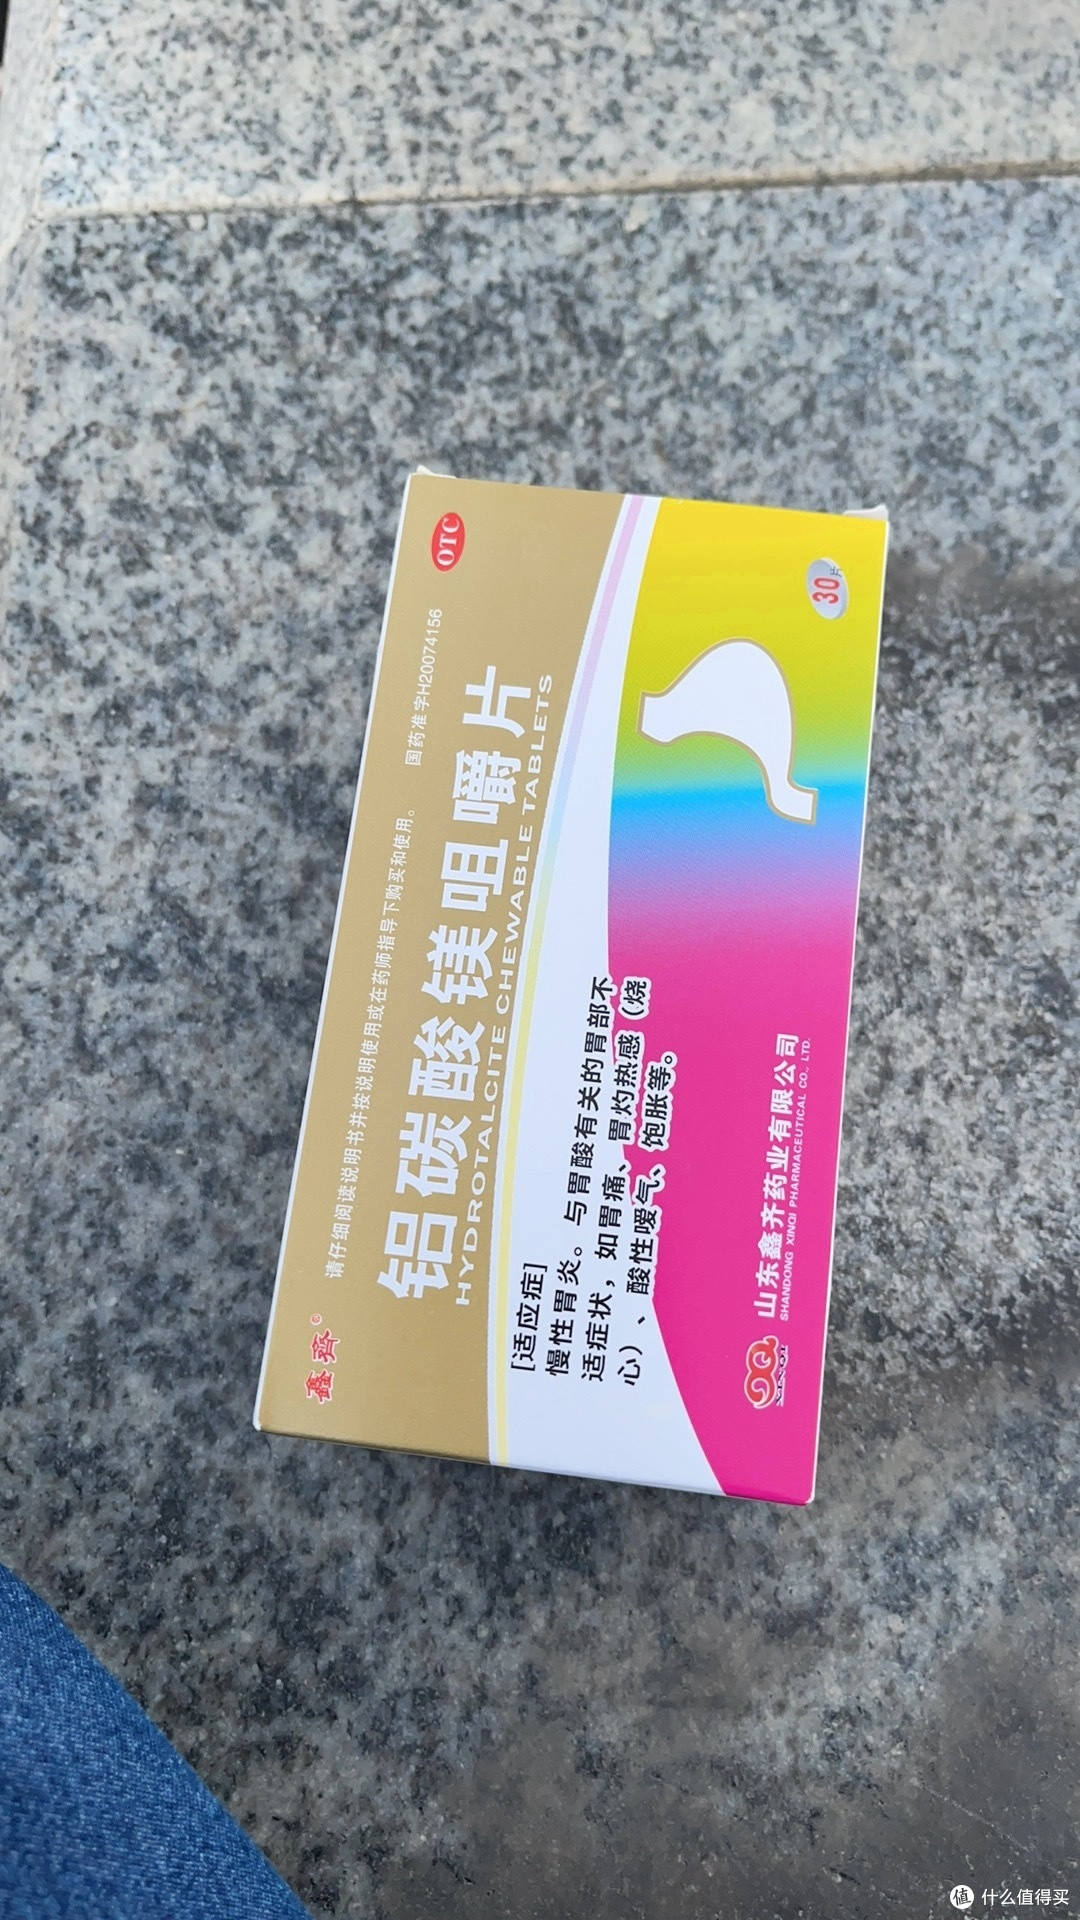 OTC
国药准字H20074156
请仔细阅读说明书并按说明使用或在药师指导下购买和使用。
鑫齐®
铝碳酸镁咀嚼片
HYDROTALCITE CHEWABLE TABLETS
30片
[适应症]
慢性胃炎。与胃酸有关的胃部不
适症状，如胃痛、胃灼热感（烧
心）、酸性嗳气、饱胀等。
XINQI
山东鑫齐药业有限公司
SHANDONG XINQI PHARMACEUTICAL CO., LTD.
值 什么值得买